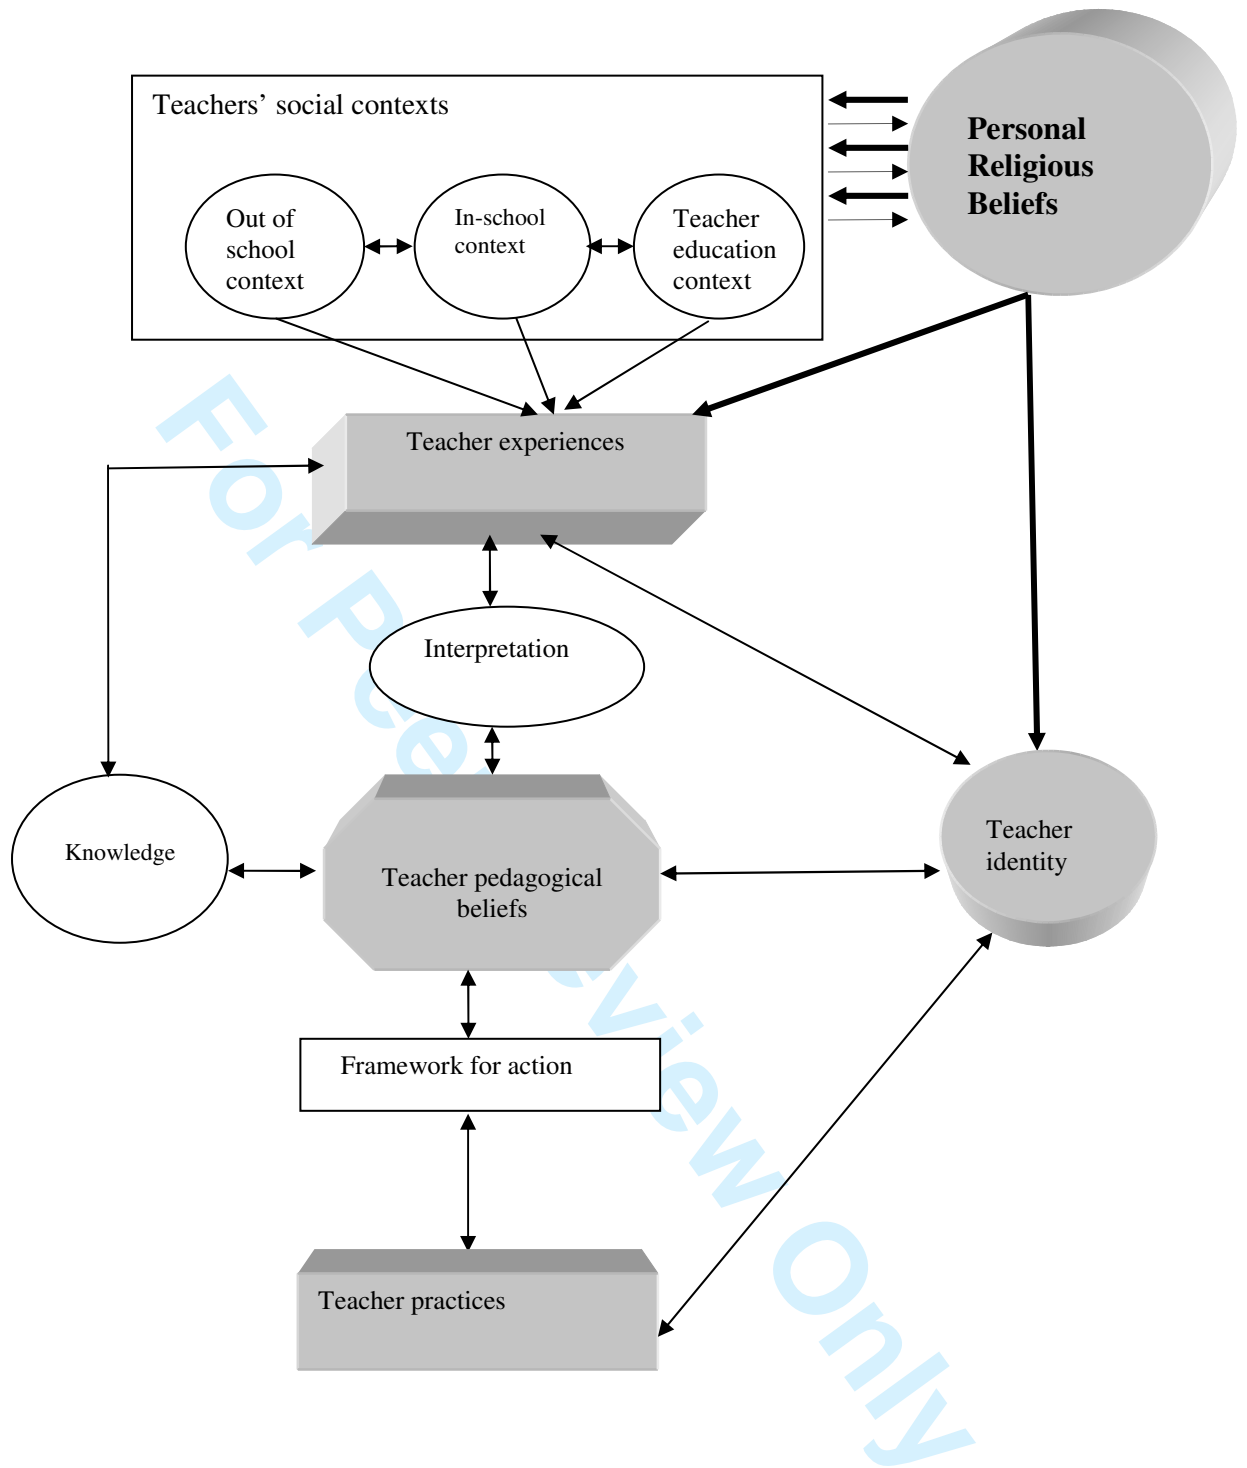 Teachers’ social contexts
Personal
Religious
Beliefs
Out of
school
context
In-school
context
Teacher
education
context
Teacher experiences
Interpretation
Knowledge
Teacher pedagogical
beliefs
Teacher
identity
Framework for action
Teacher practices
For Peer Review Only